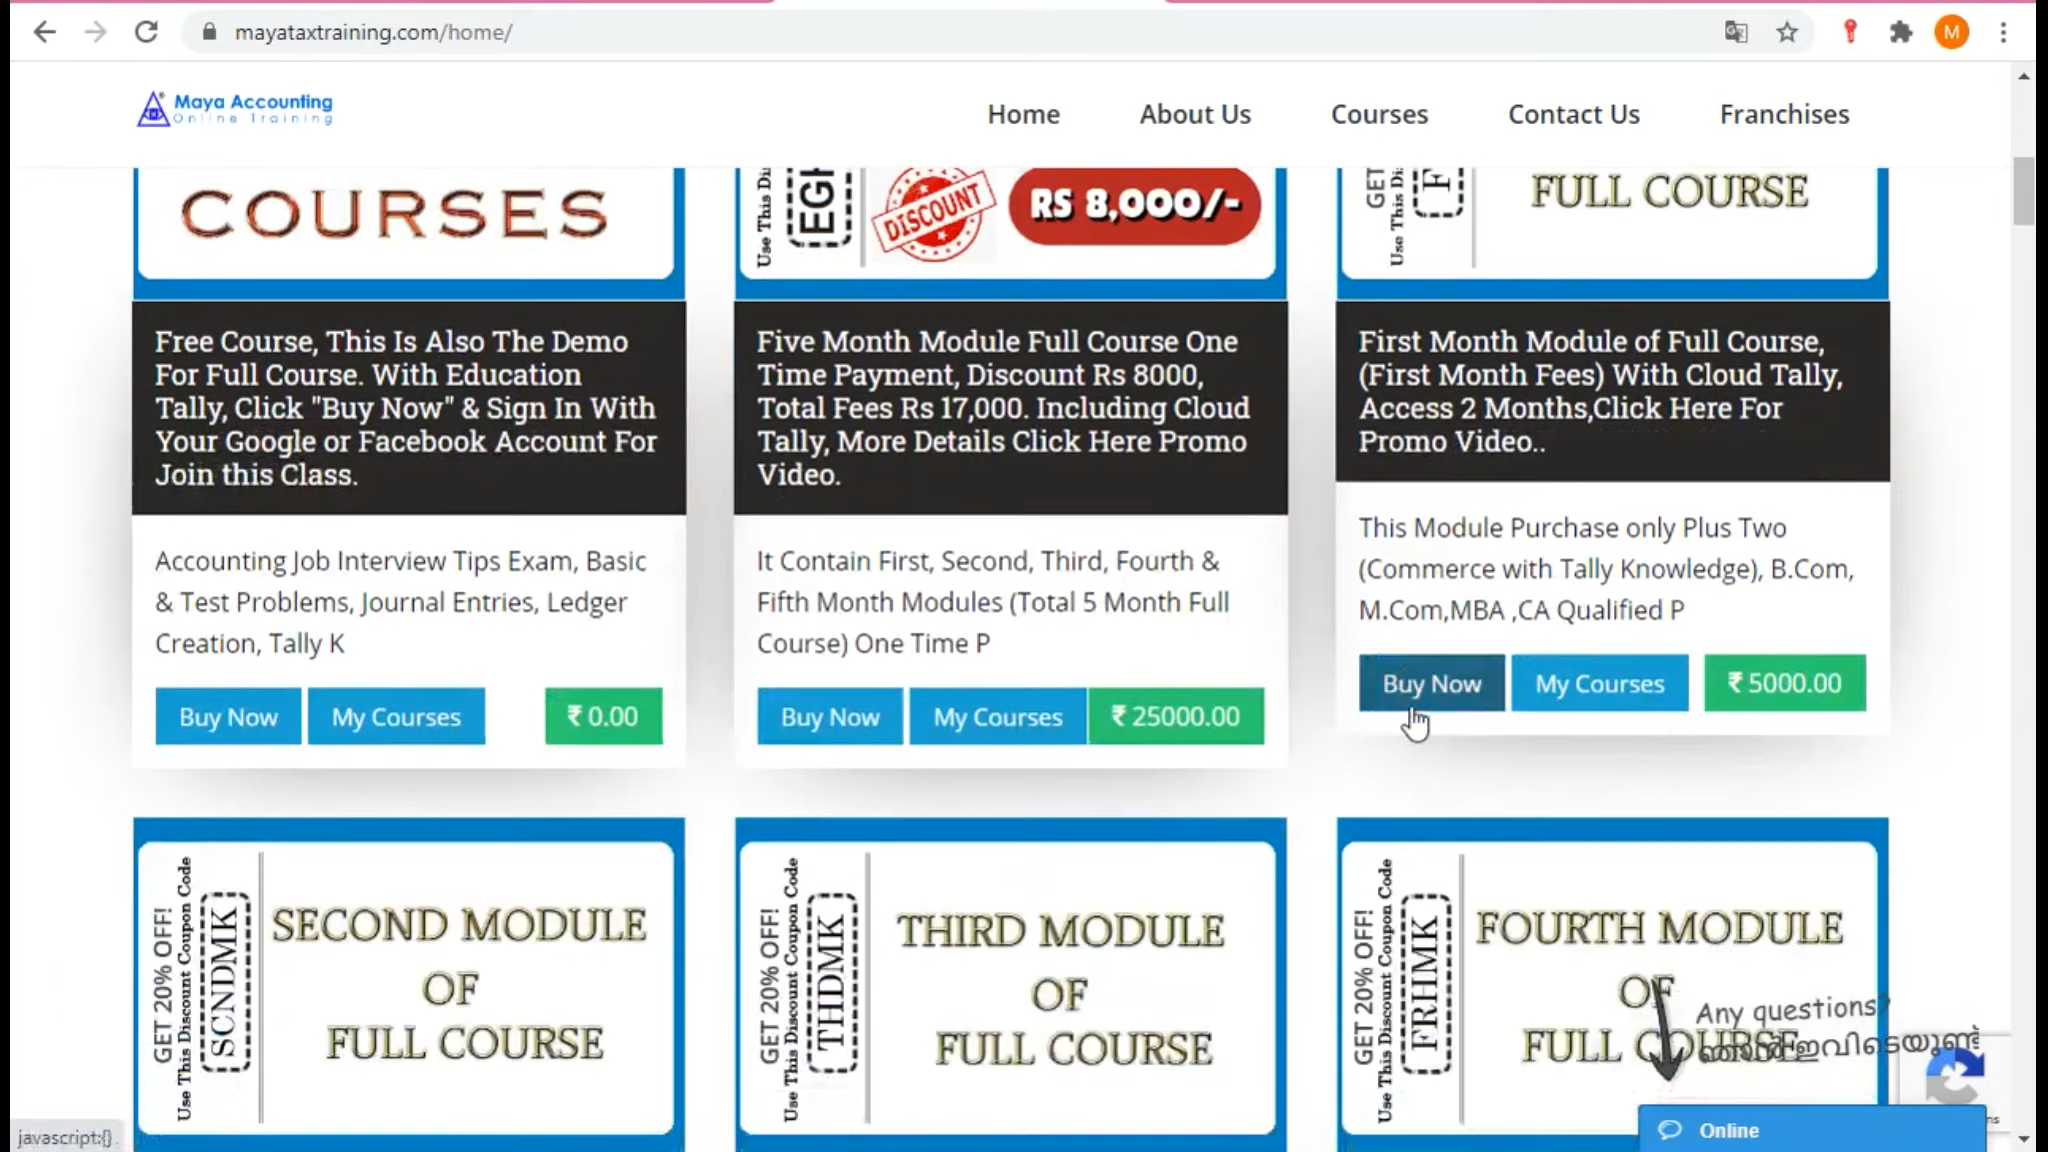 mayataxtraining.com/home/
M
Maya Accounting
Online Training
Home
About Us
Courses
Contact Us
Franchises
COURSES
Use This Di
EGF
DISCOUNT
RS 8,000/-
GET
Use This Di
F
FULL COURSE
Free Course, This Is Also The Demo
For Full Course. With Education
Tally, Click "Buy Now" & Sign In With
Your Google or Facebook Account For
Join this Class.
Accounting Job Interview Tips Exam, Basic
& Test Problems, Journal Entries, Ledger
Creation, Tally K
Buy Now
My Courses
₹ 0.00
Five Month Module Full Course One
Time Payment, Discount Rs 8000,
Total Fees Rs 17,000. Including Cloud
Tally, More Details Click Here Promo
Video.
It Contain First, Second, Third, Fourth &
Fifth Month Modules (Total 5 Month Full
Course) One Time P
Buy Now
My Courses
₹ 25000.00
First Month Module of Full Course,
(First Month Fees) With Cloud Tally,
Access 2 Months,Click Here For
Promo Video..
This Module Purchase only Plus Two
(Commerce with Tally Knowledge), B.Com,
M.Com,MBA ,CA Qualified P
Buy Now
My Courses
₹ 5000.00
GET 20% OFF!
Use This Discount Coupon Code
SCNDMK
SECOND MODULE
OF
FULL COURSE
GET 20% OFF!
Use This Discount Coupon Code
THDMK
THIRD MODULE
OF
FULL COURSE
GET 20% OFF!
Use This Discount Coupon Code
FRHMK
FOURTH MODULE
OF
FULL COURSE
Any questions?
ഞാൻ ഇവിടെയുണ്ട്
Online
javascript:{}